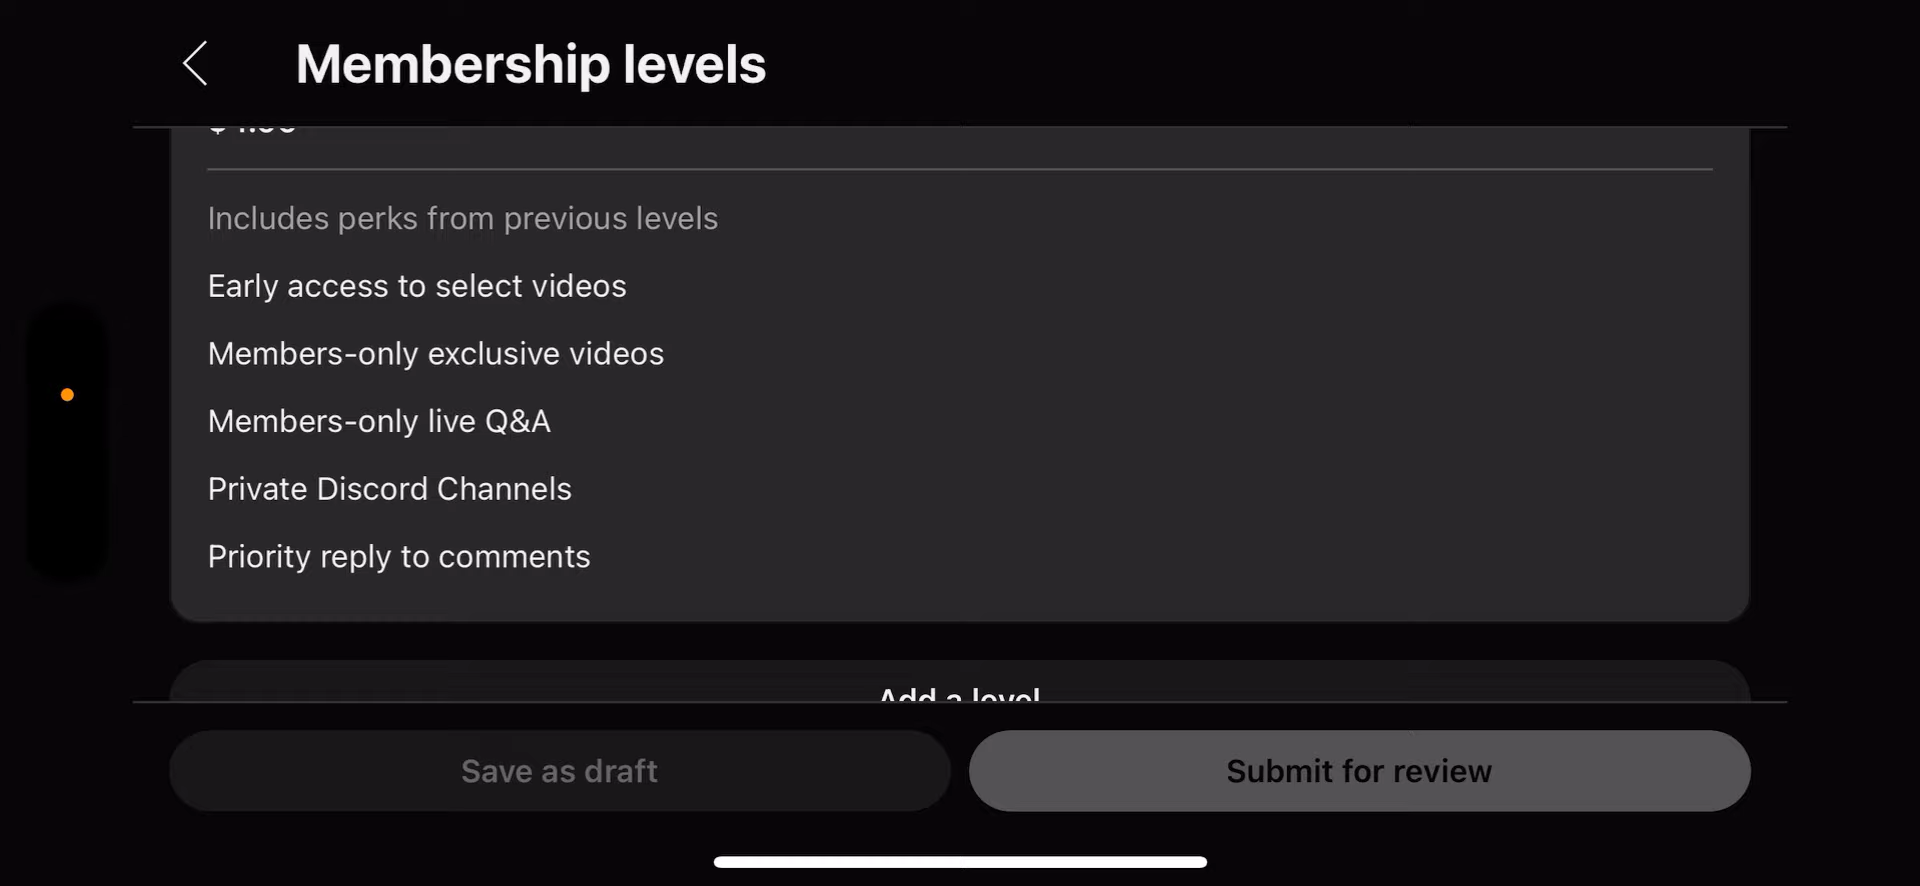 Membership levels
Includes perks from previous levels
Early access to select videos
Members-only exclusive videos
Members-only live Q&A
Private Discord Channels
Priority reply to comments
Add a level
Save as draft
Submit for review